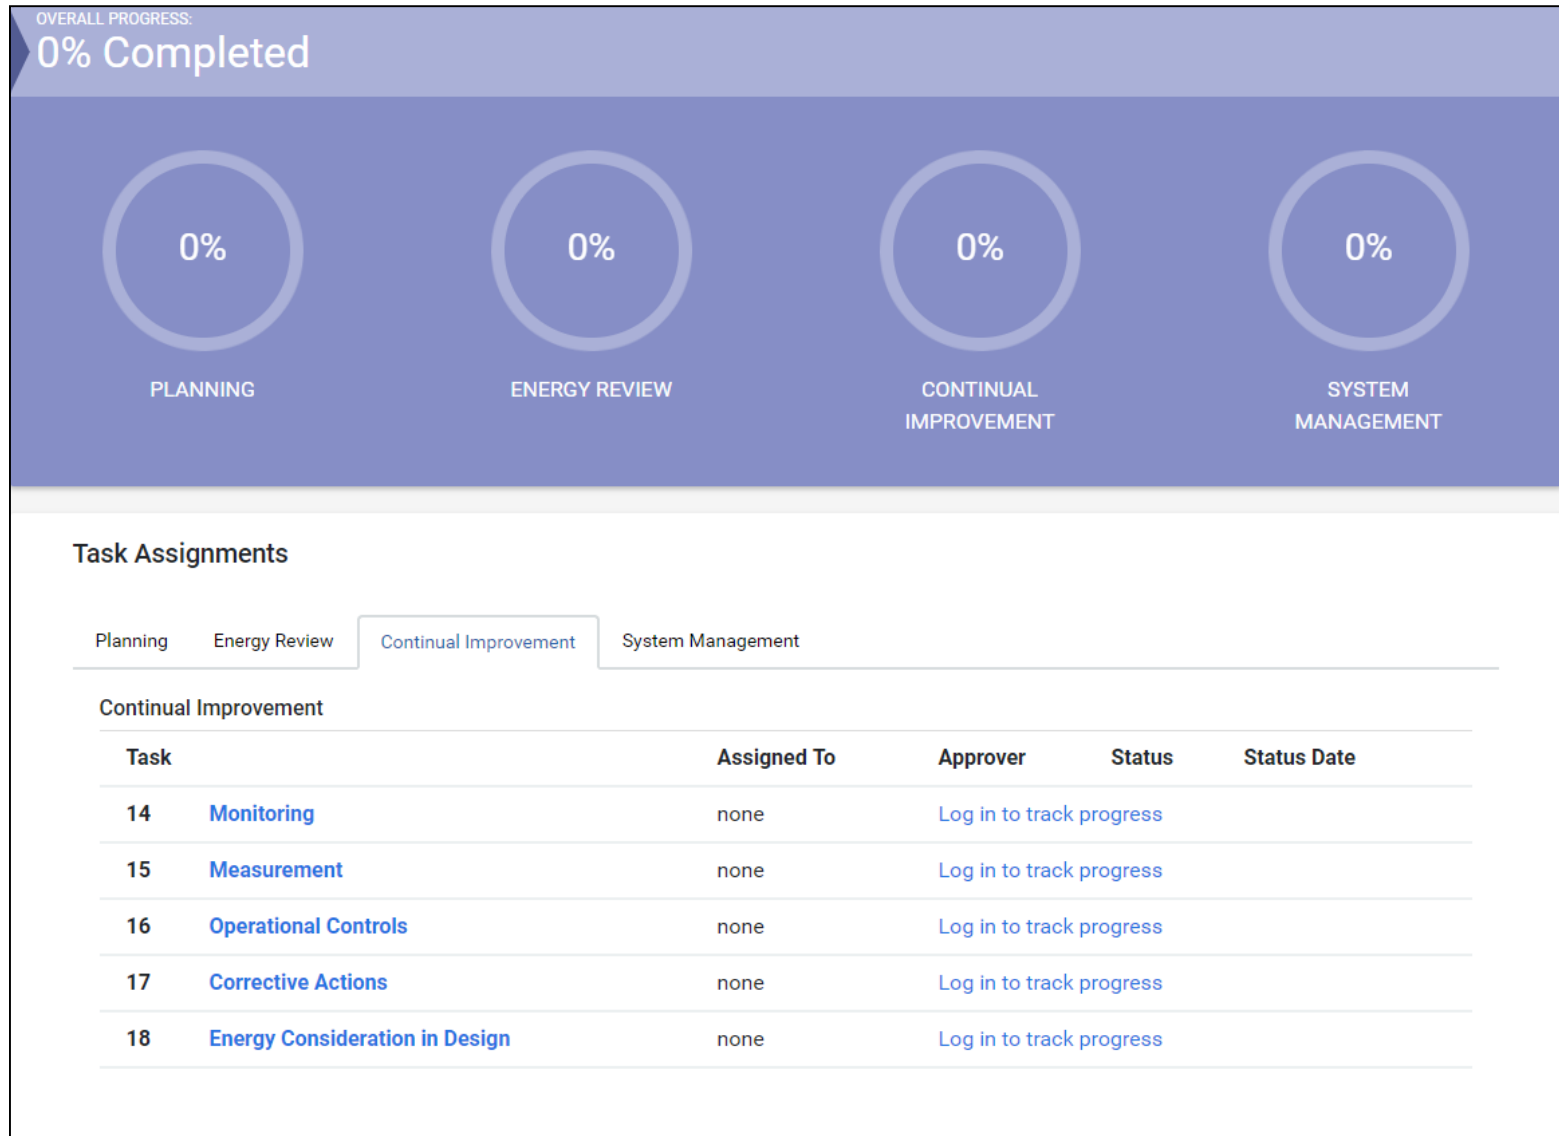 OVERALL PROGRESS:
0% Completed
0%
0%
0%
0%
PLANNING
ENERGY REVIEW
CONTINUAL
IMPROVEMENT
SYSTEM
MANAGEMENT
Task Assignments
Planning Energy Review Continual Improvement System Management
Continual Improvement
Task Assigned To Approver Status Status Date
14 Monitoring none Log in to track progress
15 Measurement none Log in to track progress
16 Operational Controls none Log in to track progress
17 Corrective Actions none Log in to track progress
18 Energy Consideration in Design none Log in to track progress